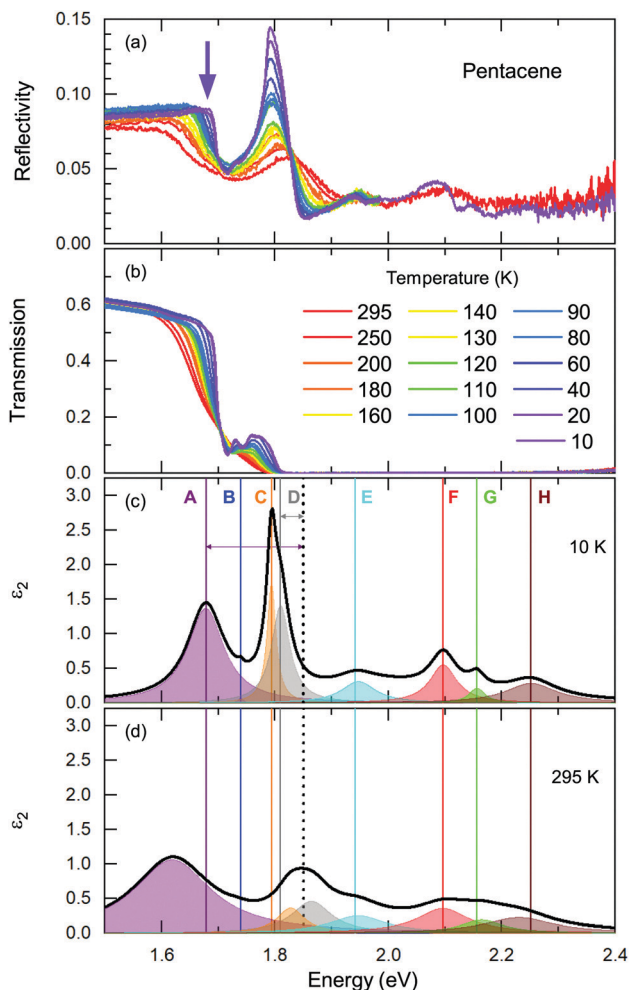 (a)
Pentacene
Reflectivity
0.15
0.10
0.05
0.00
(b)
Temperature (K)
295 140 90
250 130 80
200 120 60
180 110 40
160 100 20
10
Transmission
0.6
0.4
0.2
0.0
(c)
A B C D E F G H
10 K
ε2
3.0
2.5
2.0
1.5
1.0
0.5
0.0
(d)
295 K
ε2
3.0
2.5
2.0
1.5
1.0
0.5
0.0
1.6 1.8 2.0 2.2 2.4
Energy (eV)